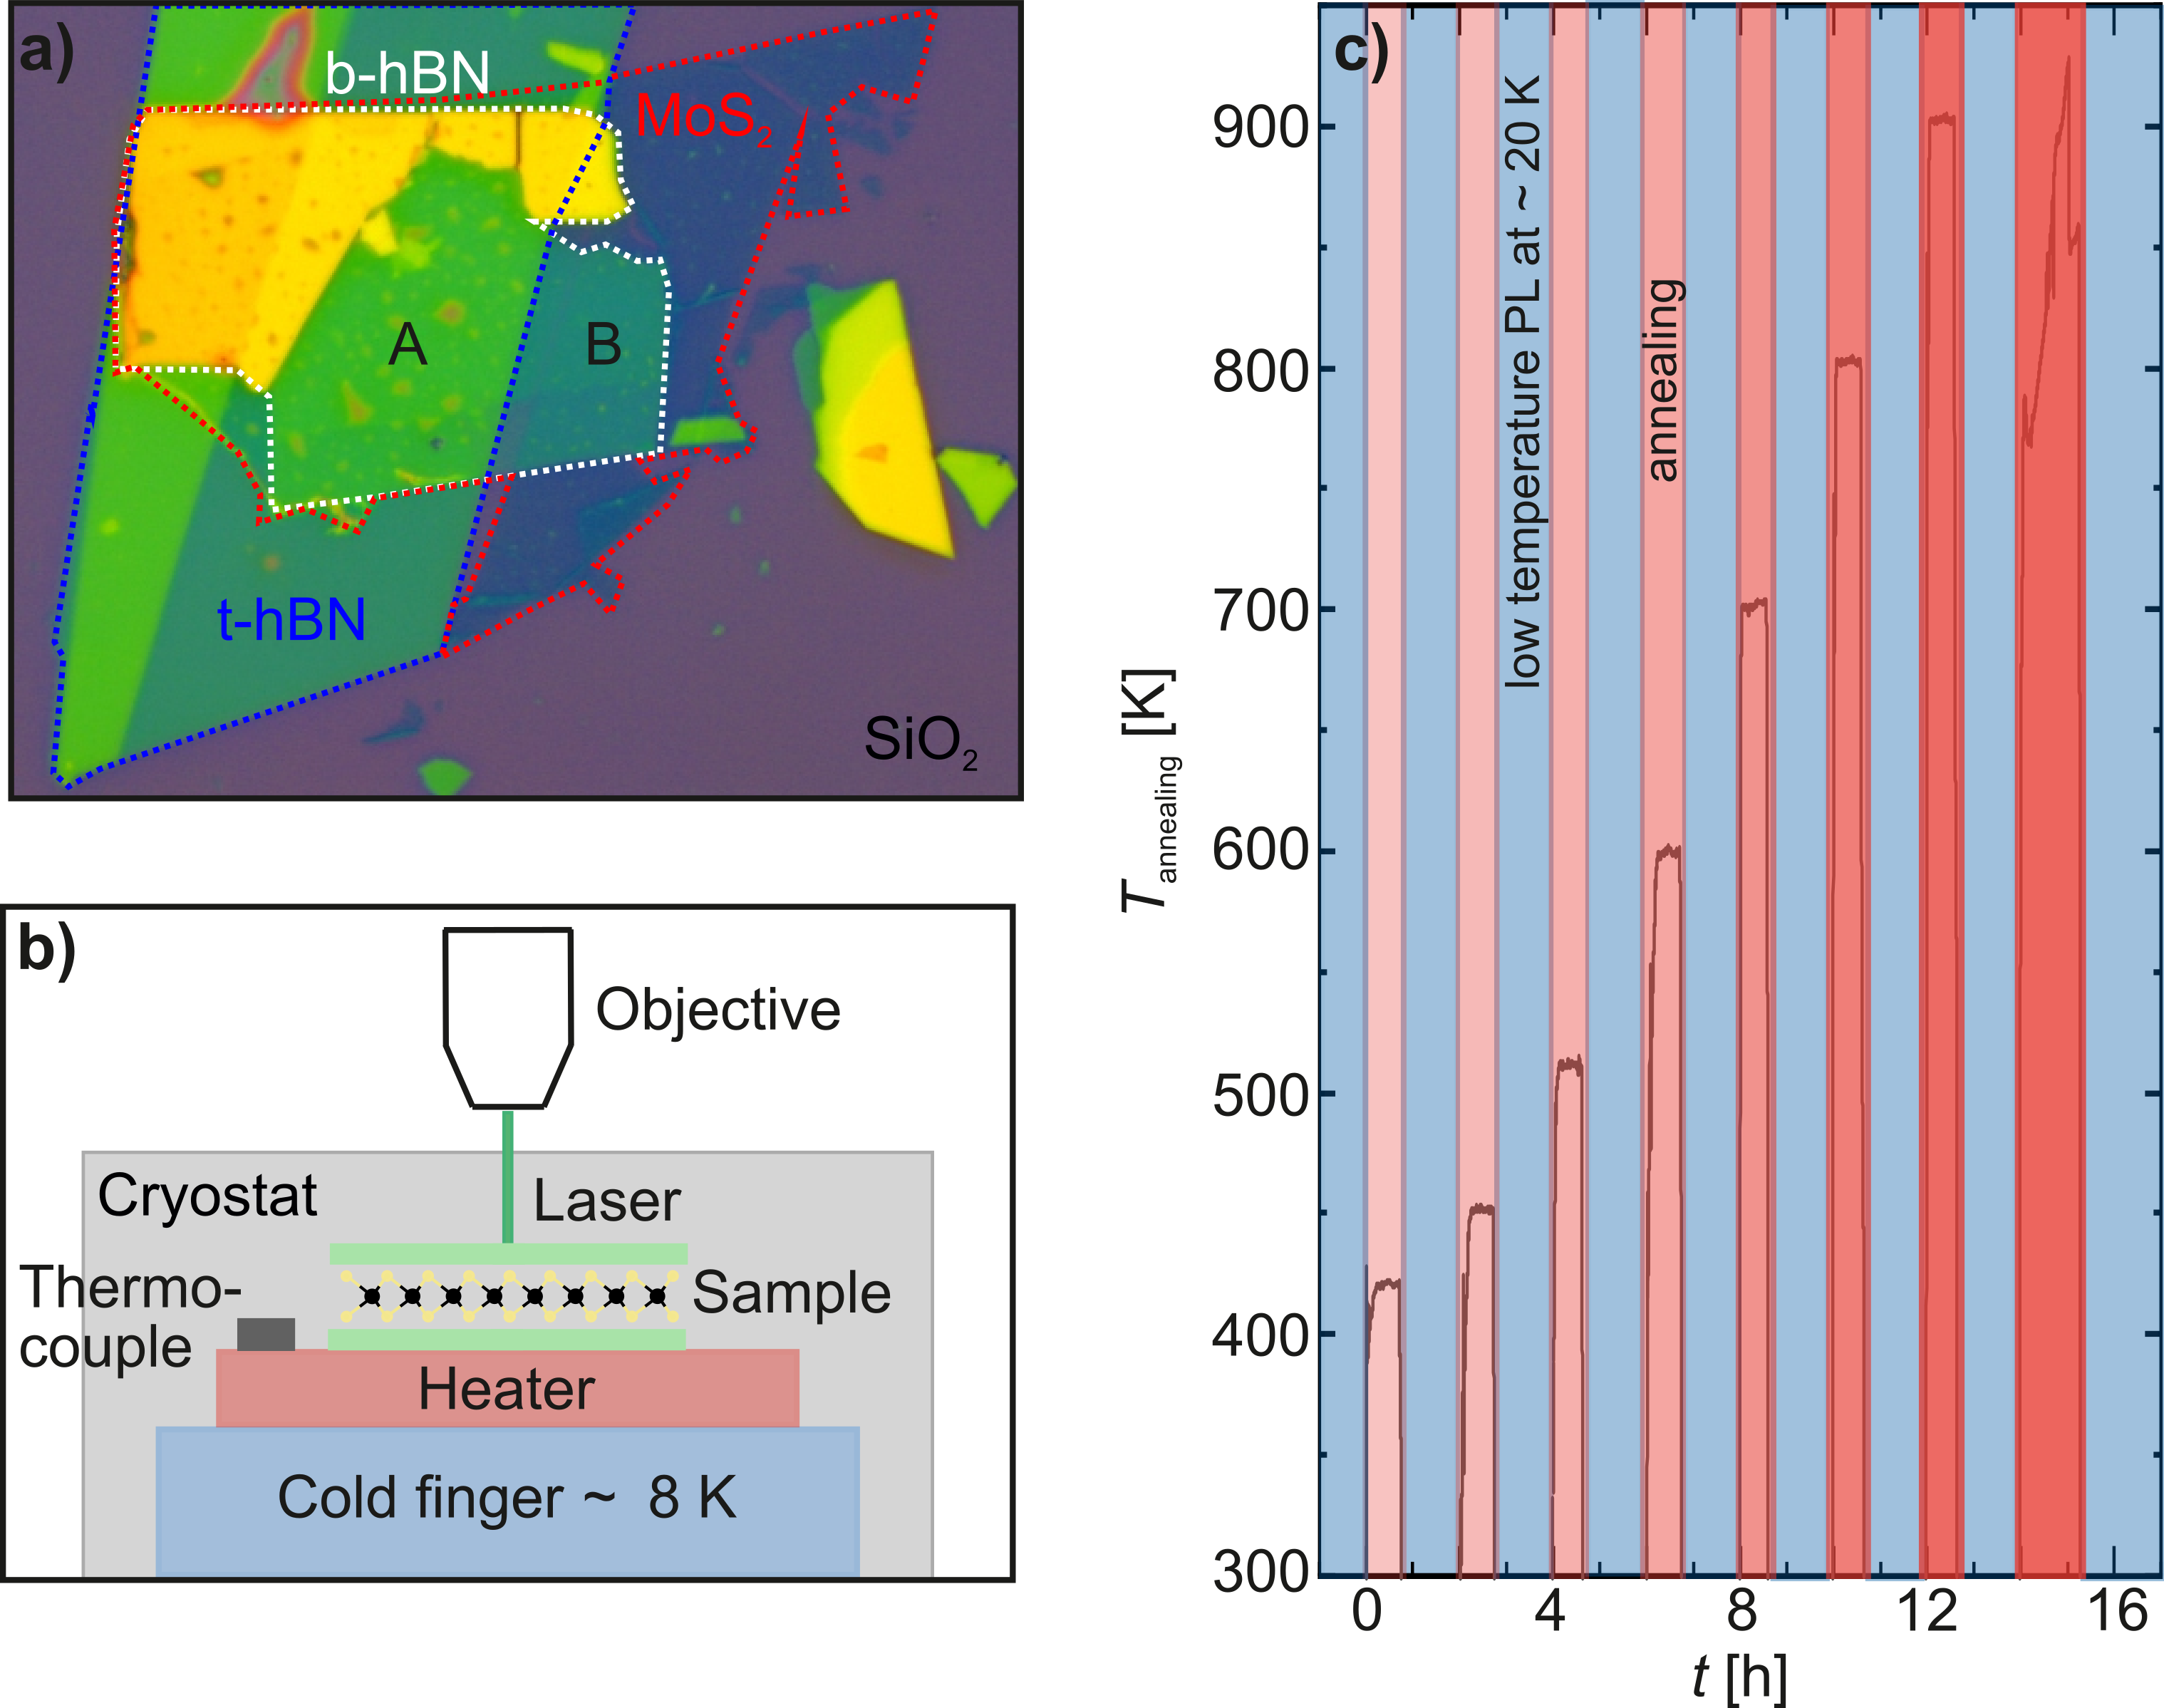 a)
b-hBN
MoS2
A
B
t-hBN
SiO2
b)
Objective
Cryostat
Laser
Thermo-
couple
Sample
Heater
Cold finger ~ 8 K
c)
low temperature PL at ~ 20 K
annealing
Tannealing [K]
900
800
700
600
500
400
300
0
4
8
12
16
t [h]